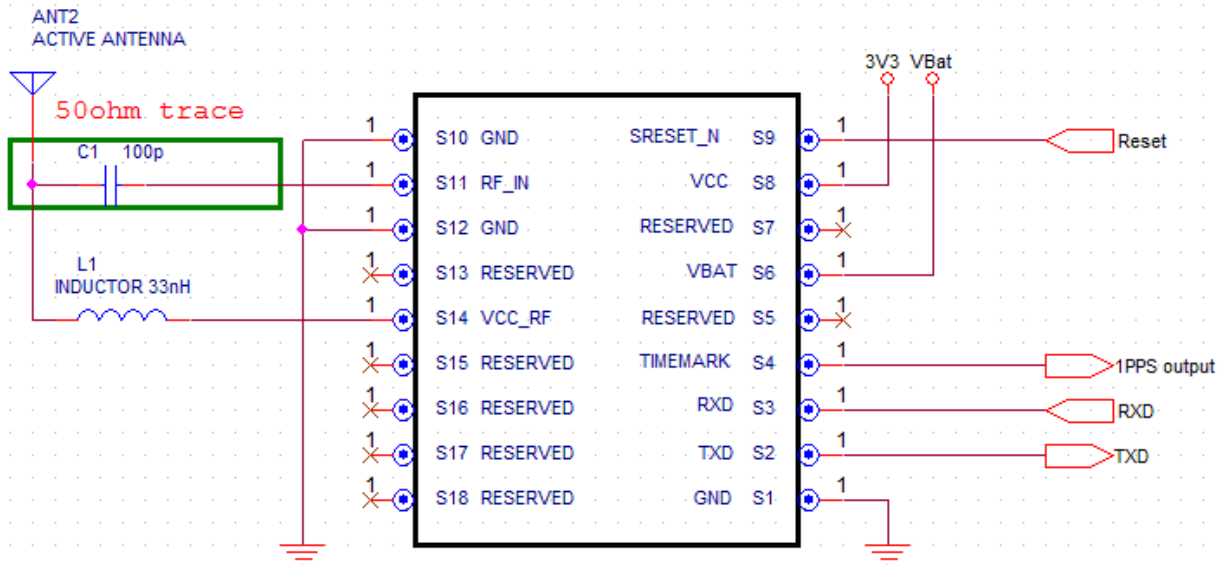 ANT2
ACTIVE ANTENNA
50ohm trace
C1 100p
L1
INDUCTOR 33nH
3V3 VBat
1 S10 GND SRESET_N S9 1 Reset
1 S11 RF_IN VCC S8 1
1 S12 GND RESERVED S7 1
1 S13 RESERVED VBAT S6 1
1 S14 VCC_RF RESERVED S5 1
1 S15 RESERVED TIMEMARK S4 1 1PPS output
1 S16 RESERVED RXD S3 1 RXD
1 S17 RESERVED TXD S2 1 TXD
1 S18 RESERVED GND S1 1